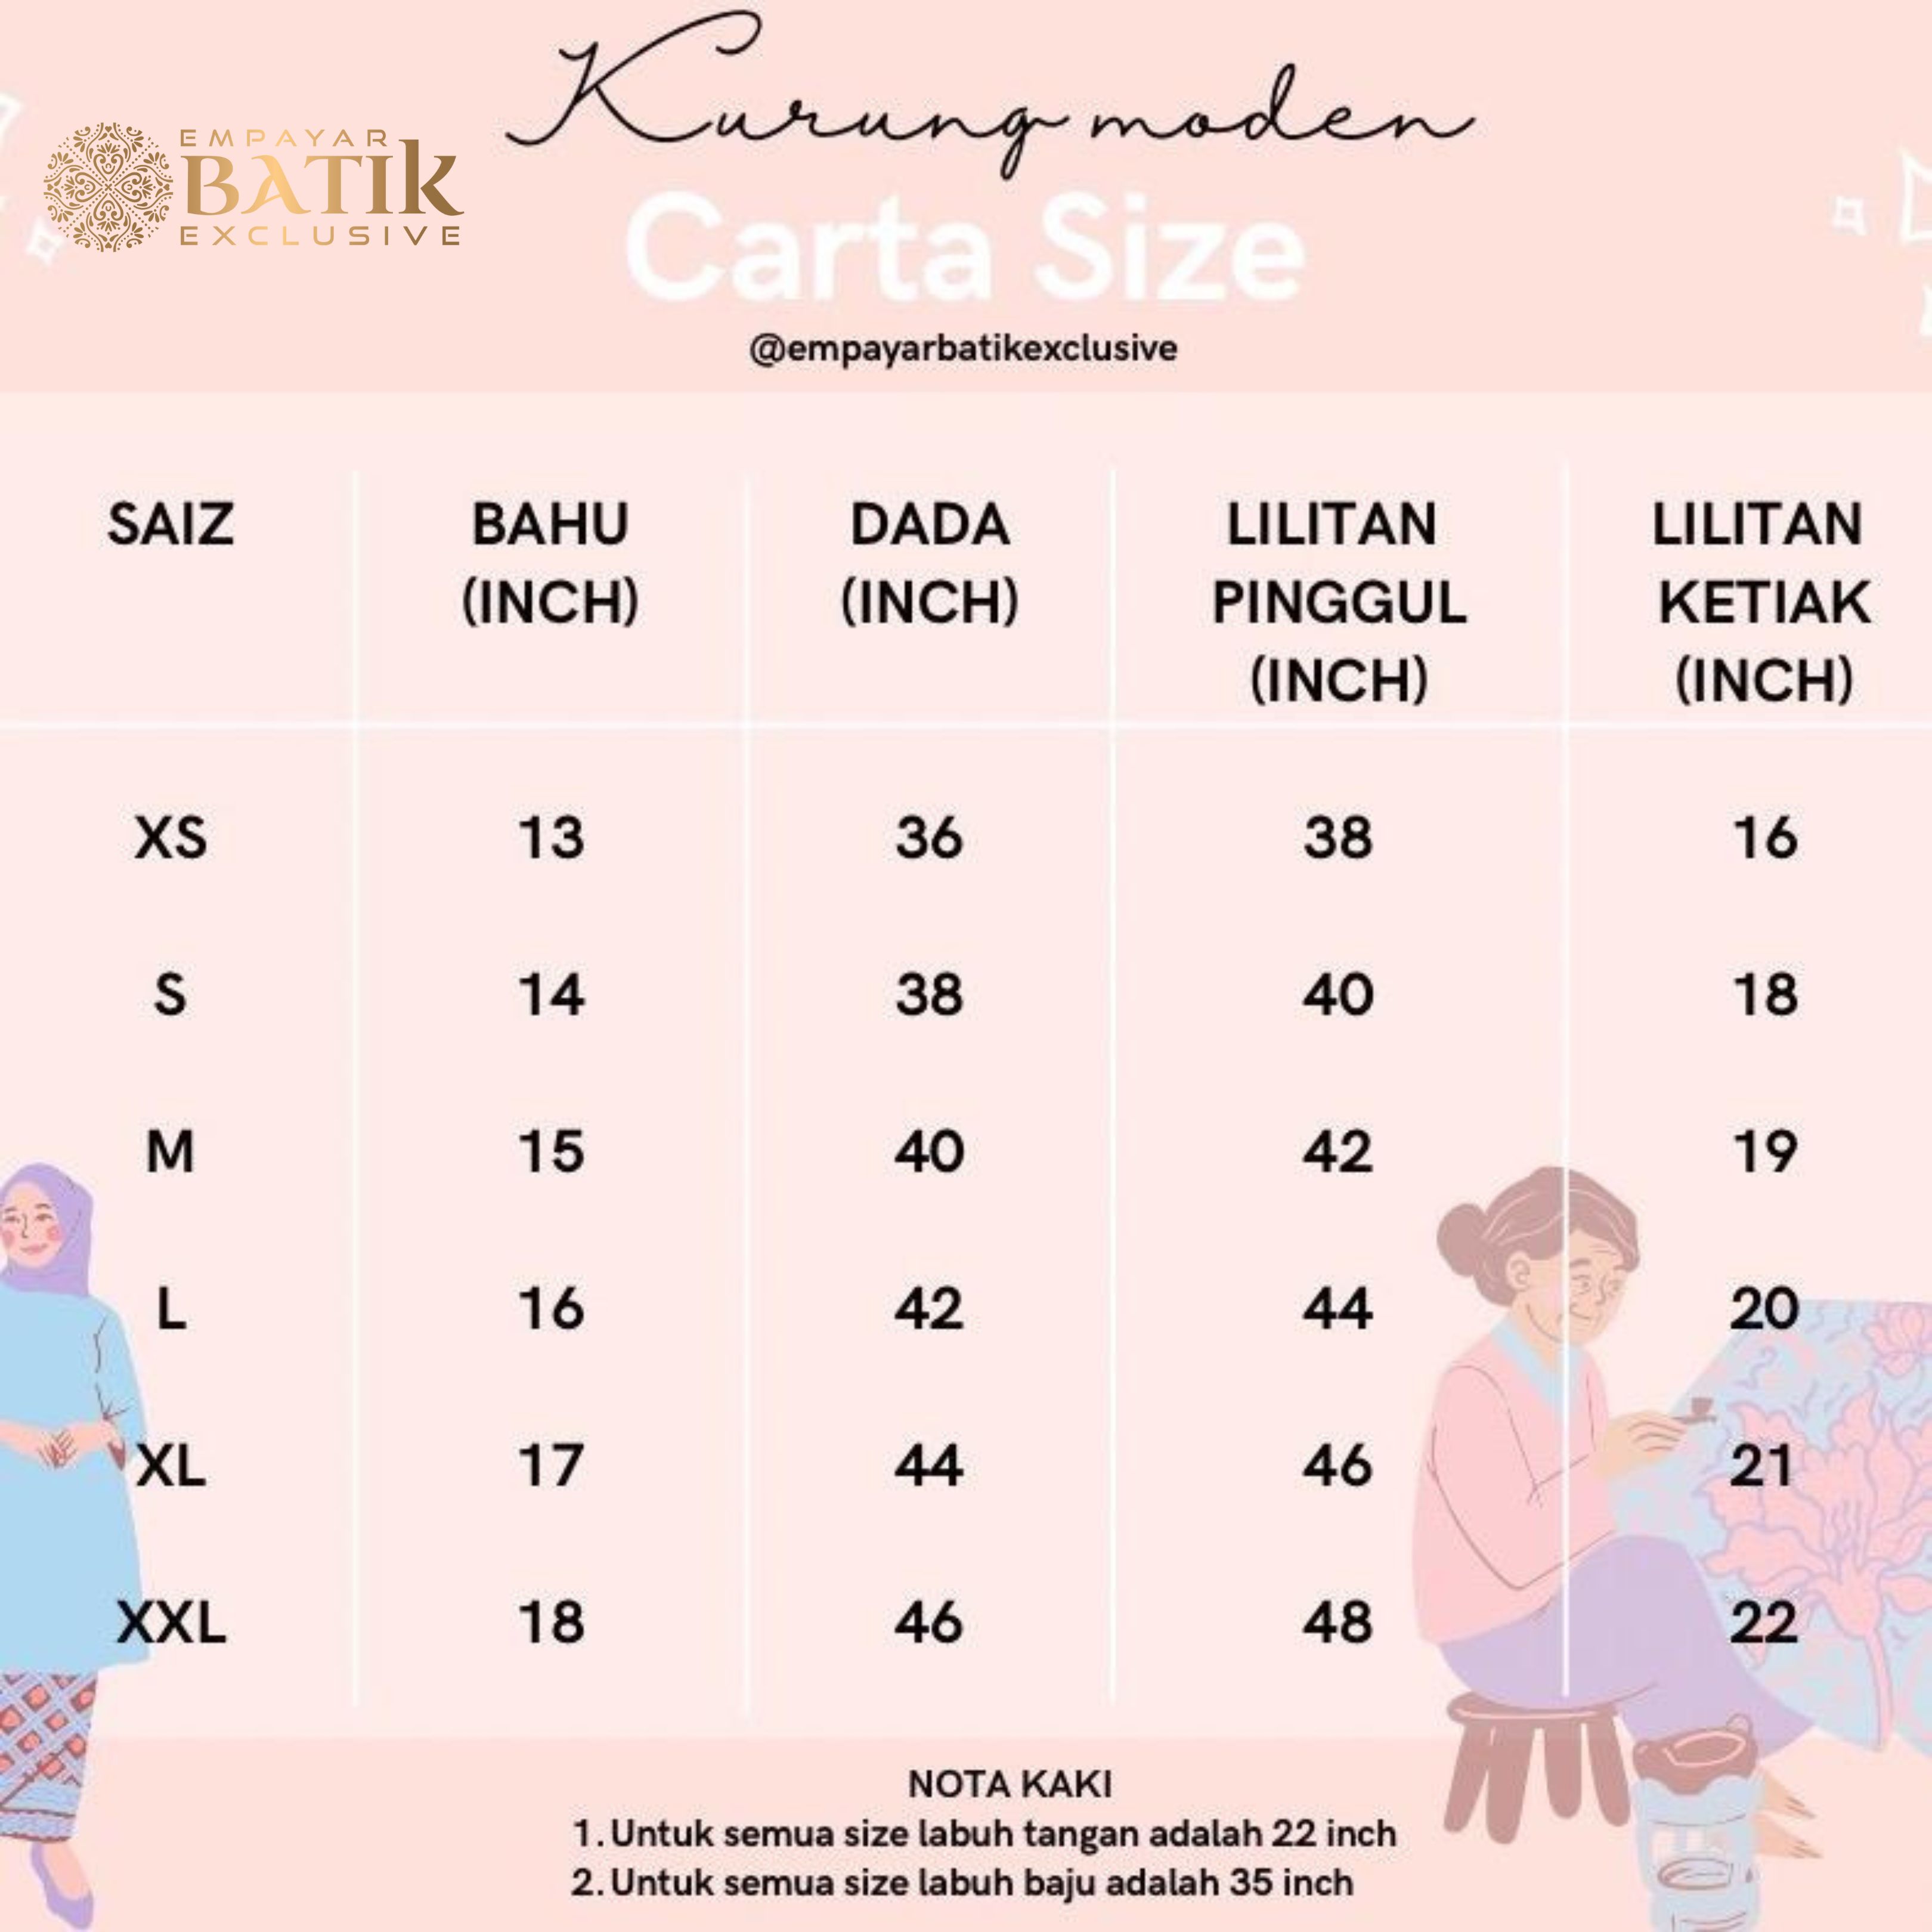 Kurung moden
EMPAYAR
BATIK
EXCLUSIVE
Carta Size
@empayarbatikexclusive
SAIZ BAHU (INCH) DADA (INCH) LILITAN PINGGUL (INCH) LILITAN KETIAK (INCH)
XS 13 36 38 16
S 14 38 40 18
M 15 40 42 19
L 16 42 44 20
XL 17 44 46 21
XXL 18 46 48 22
NOTA KAKI
1. Untuk semua size labuh tangan adalah 22 inch
2. Untuk semua size labuh baju adalah 35 inch